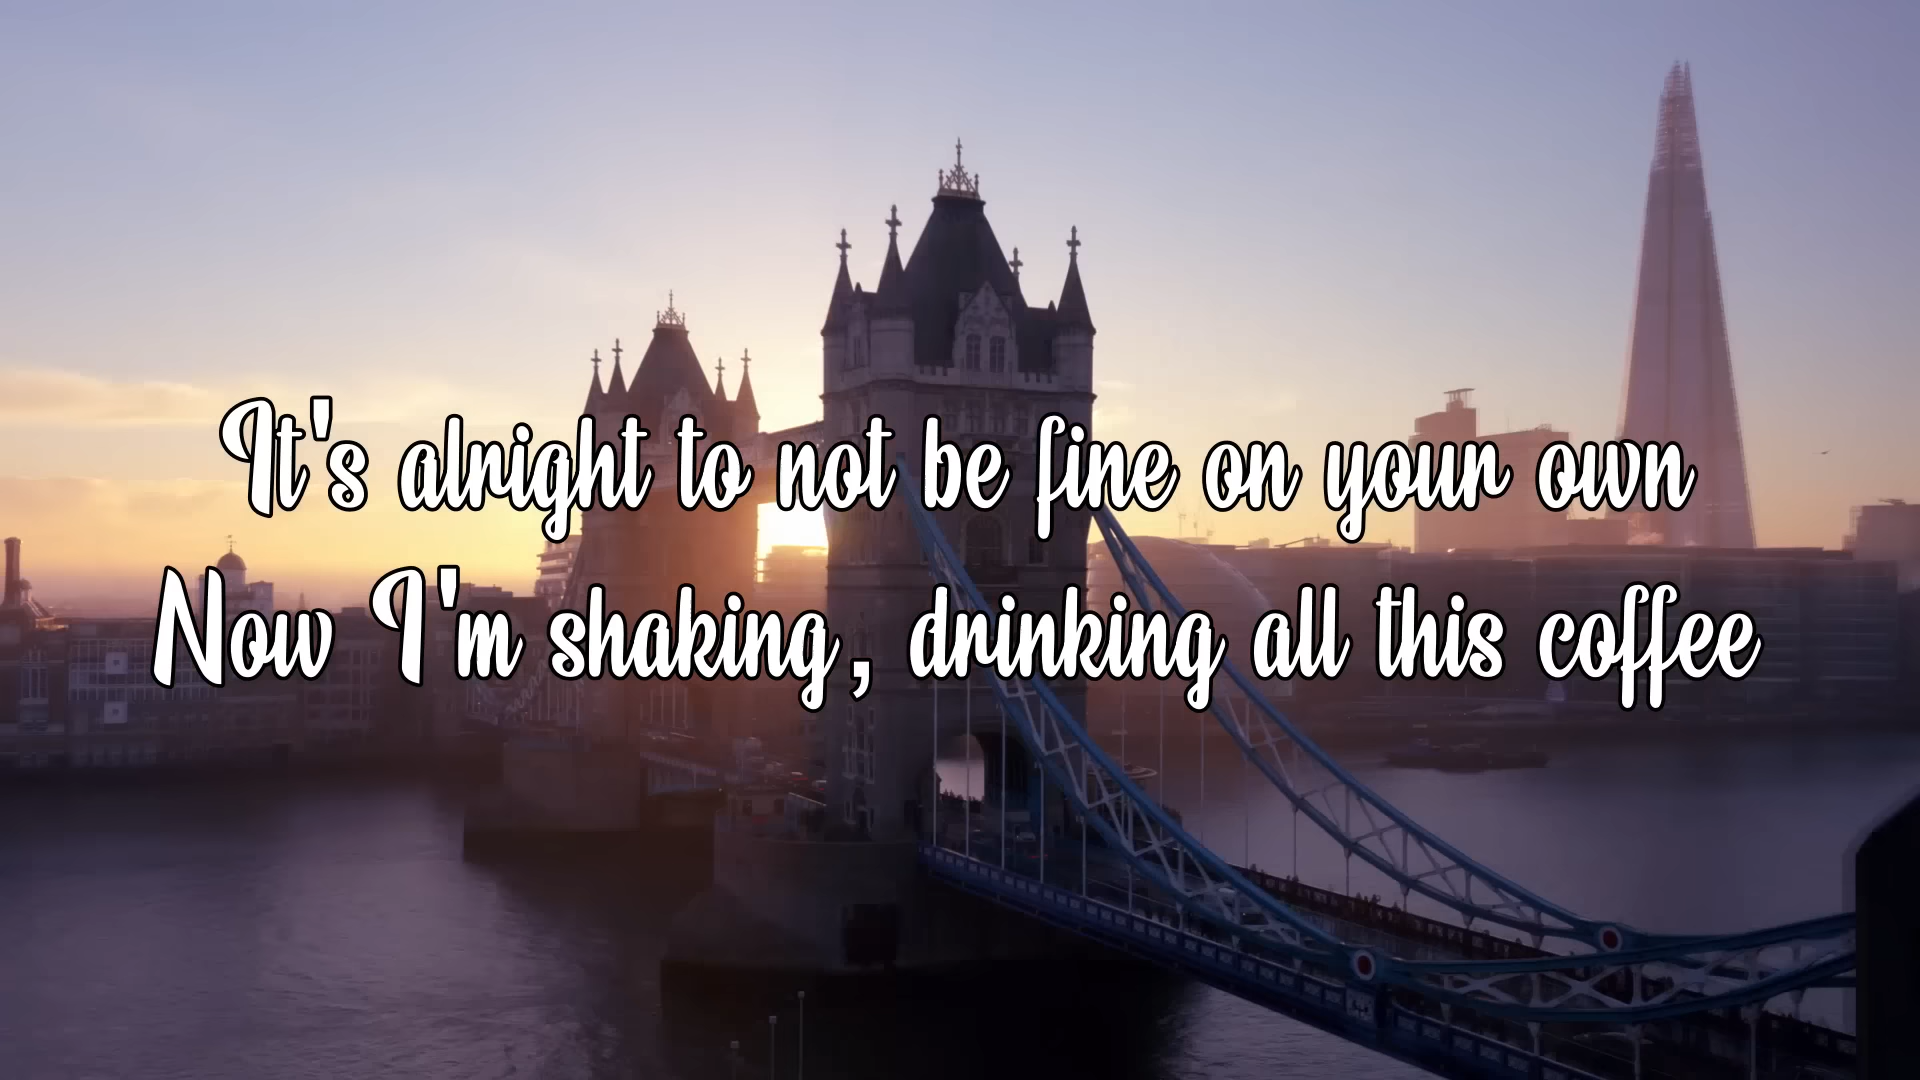 It's alright to not be fine on your own
Now I'm shaking, drinking all this coffee